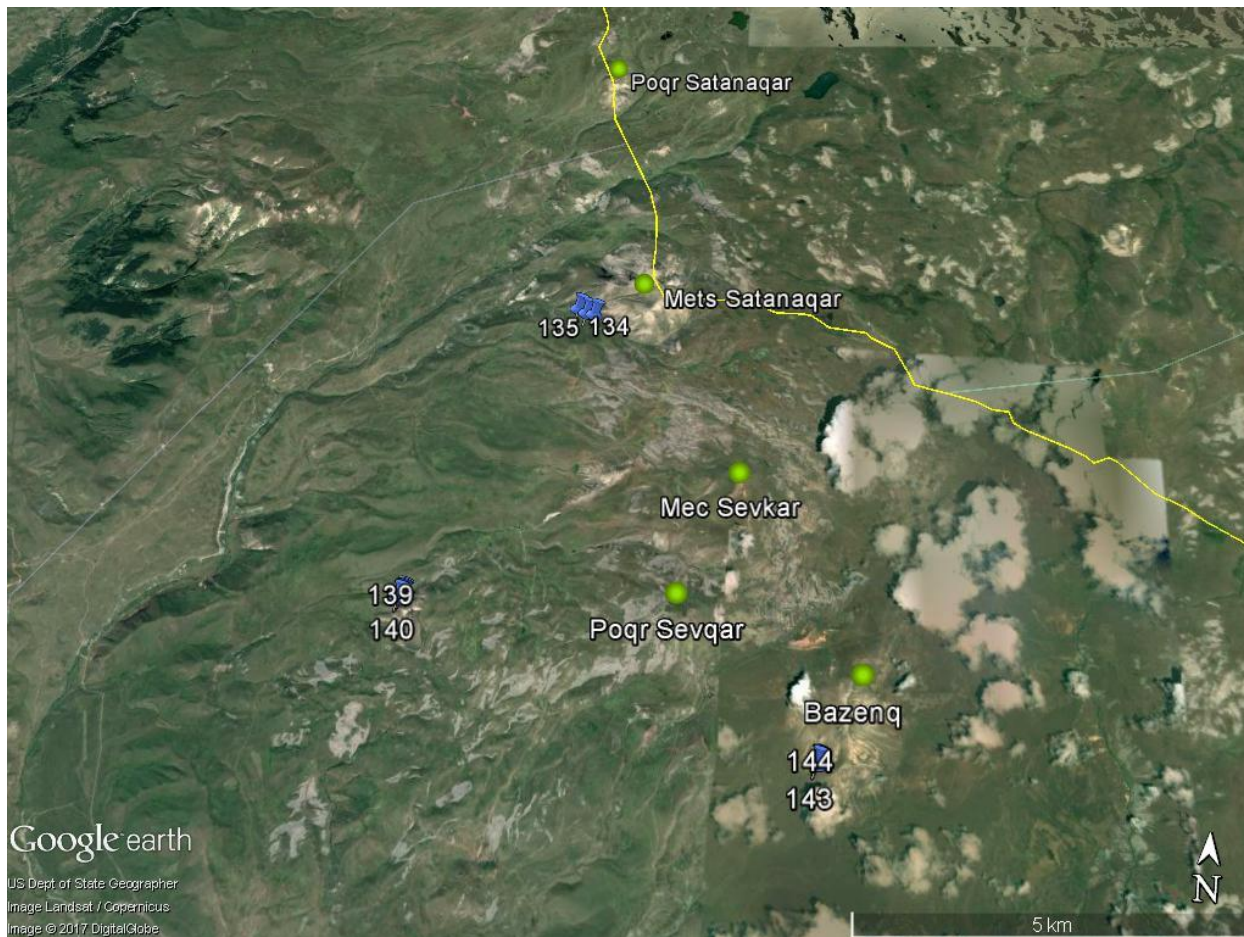 Poqr Satanaqar
Mets Satanaqar
135 134
Mec Sevkar
139
Poqr Sevqar
140
Bazenq
144
143
Google earth
US Dept of State Geographer
Image Landsat / Copernicus
Image © 2017 DigitalGlobe
N
5 km